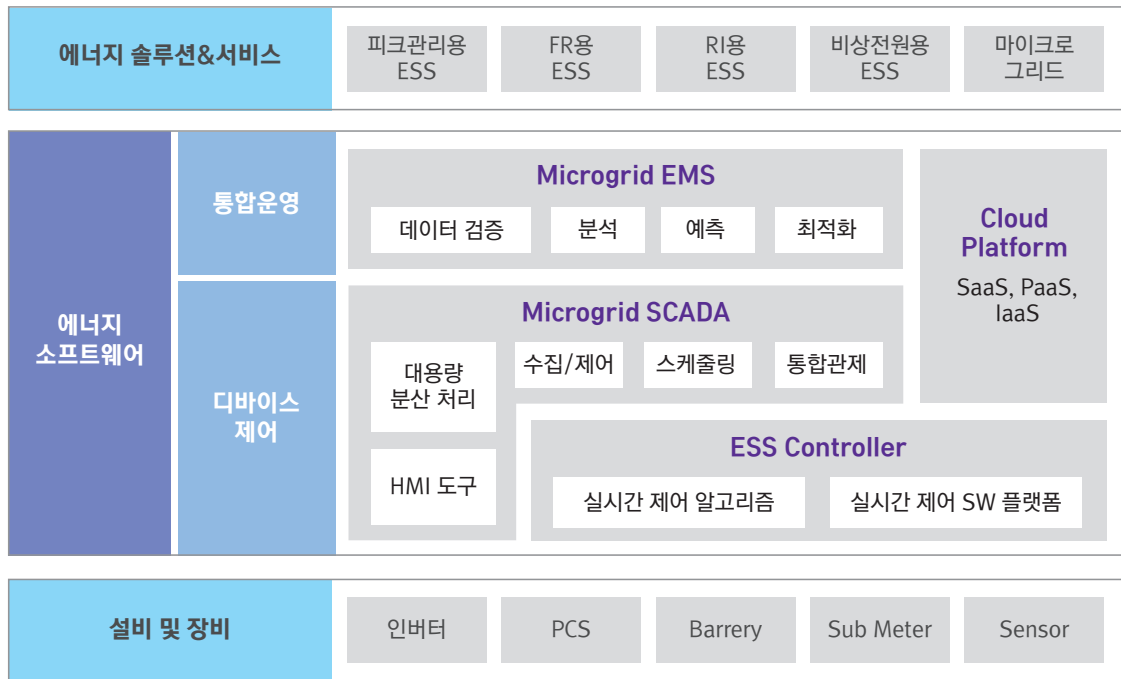 에너지 솔루션&서비스
피크관리용
ESS
FR용
ESS
RI용
ESS
비상전원용
ESS
마이크로
그리드
에너지
소프트웨어
통합운영
Microgrid EMS
데이터 검증
분석
예측
최적화
Cloud
Platform
SaaS, PaaS,
IaaS
디바이스
제어
Microgrid SCADA
대용량
분산 처리
수집/제어
스케줄링
통합관제
HMI 도구
ESS Controller
실시간 제어 알고리즘
실시간 제어 SW 플랫폼
설비 및 장비
인버터
PCS
Barrery
Sub Meter
Sensor